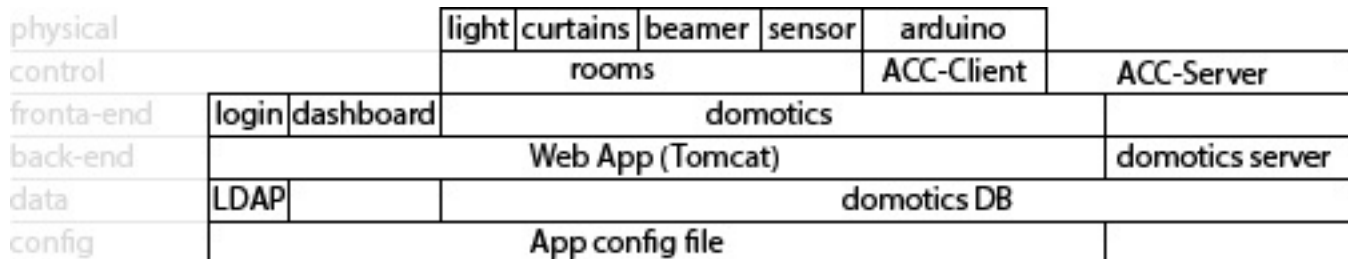 physical light curtains beamer sensor arduino
control rooms ACC-Client ACC-Server
fronta-end login dashboard domotics
back-end Web App (Tomcat) domotics server
data LDAP domotics DB
config App config file